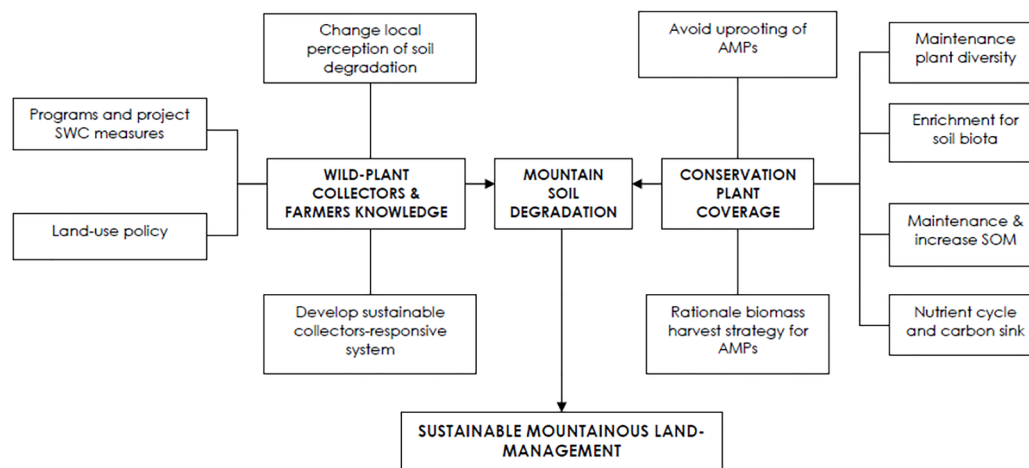 Change local
perception of soil
degradation
Avoid uprooting of
AMPs
Maintenance
plant diversity
Programs and project
SWC measures
Enrichment for
soil biota
WILD-PLANT
COLLECTORS &
FARMERS KNOWLEDGE
MOUNTAIN
SOIL
DEGRADATION
CONSERVATION
PLANT
COVERAGE
Land-use policy
Maintenance &
increase SOM
Develop sustainable
collectors-responsive
system
Rationale biomass
harvest strategy for
AMPs
Nutrient cycle
and carbon sink
SUSTAINABLE MOUNTAINOUS LAND-
MANAGEMENT